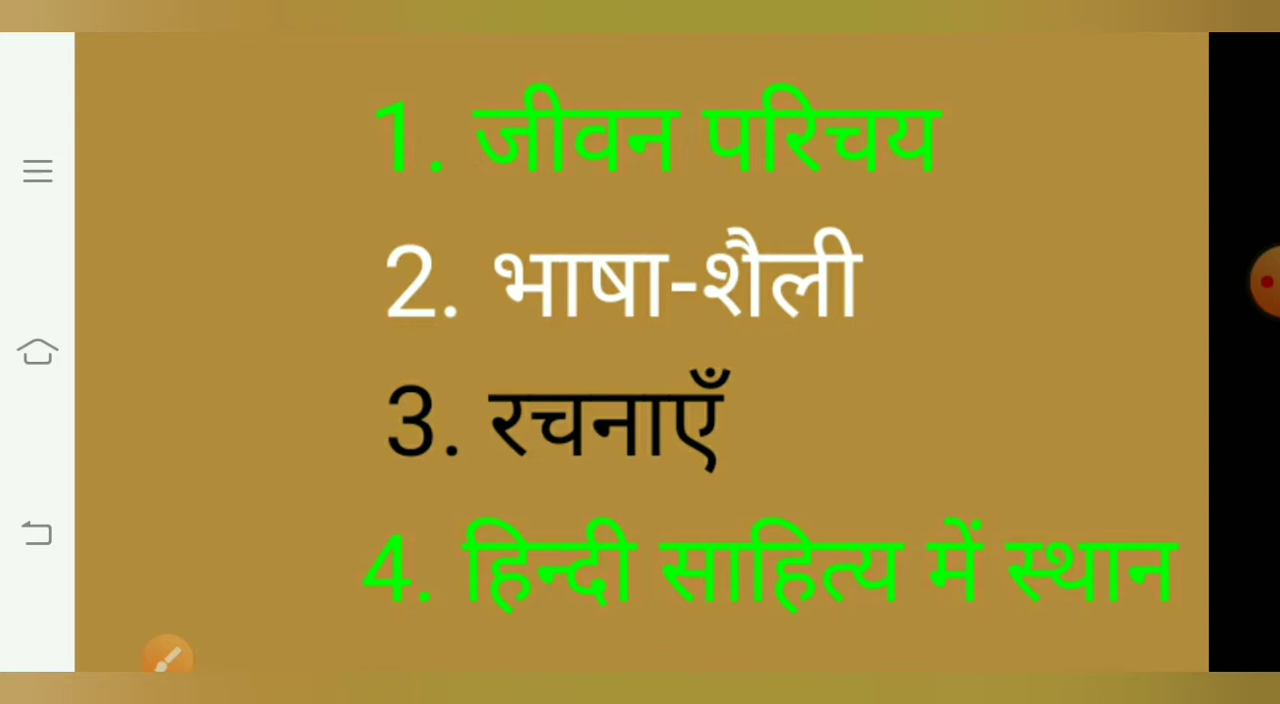 1. जीवन परिचय
2. भाषा-शैली
3. रचनाएँ
4. हिन्दी साहित्य में स्थान